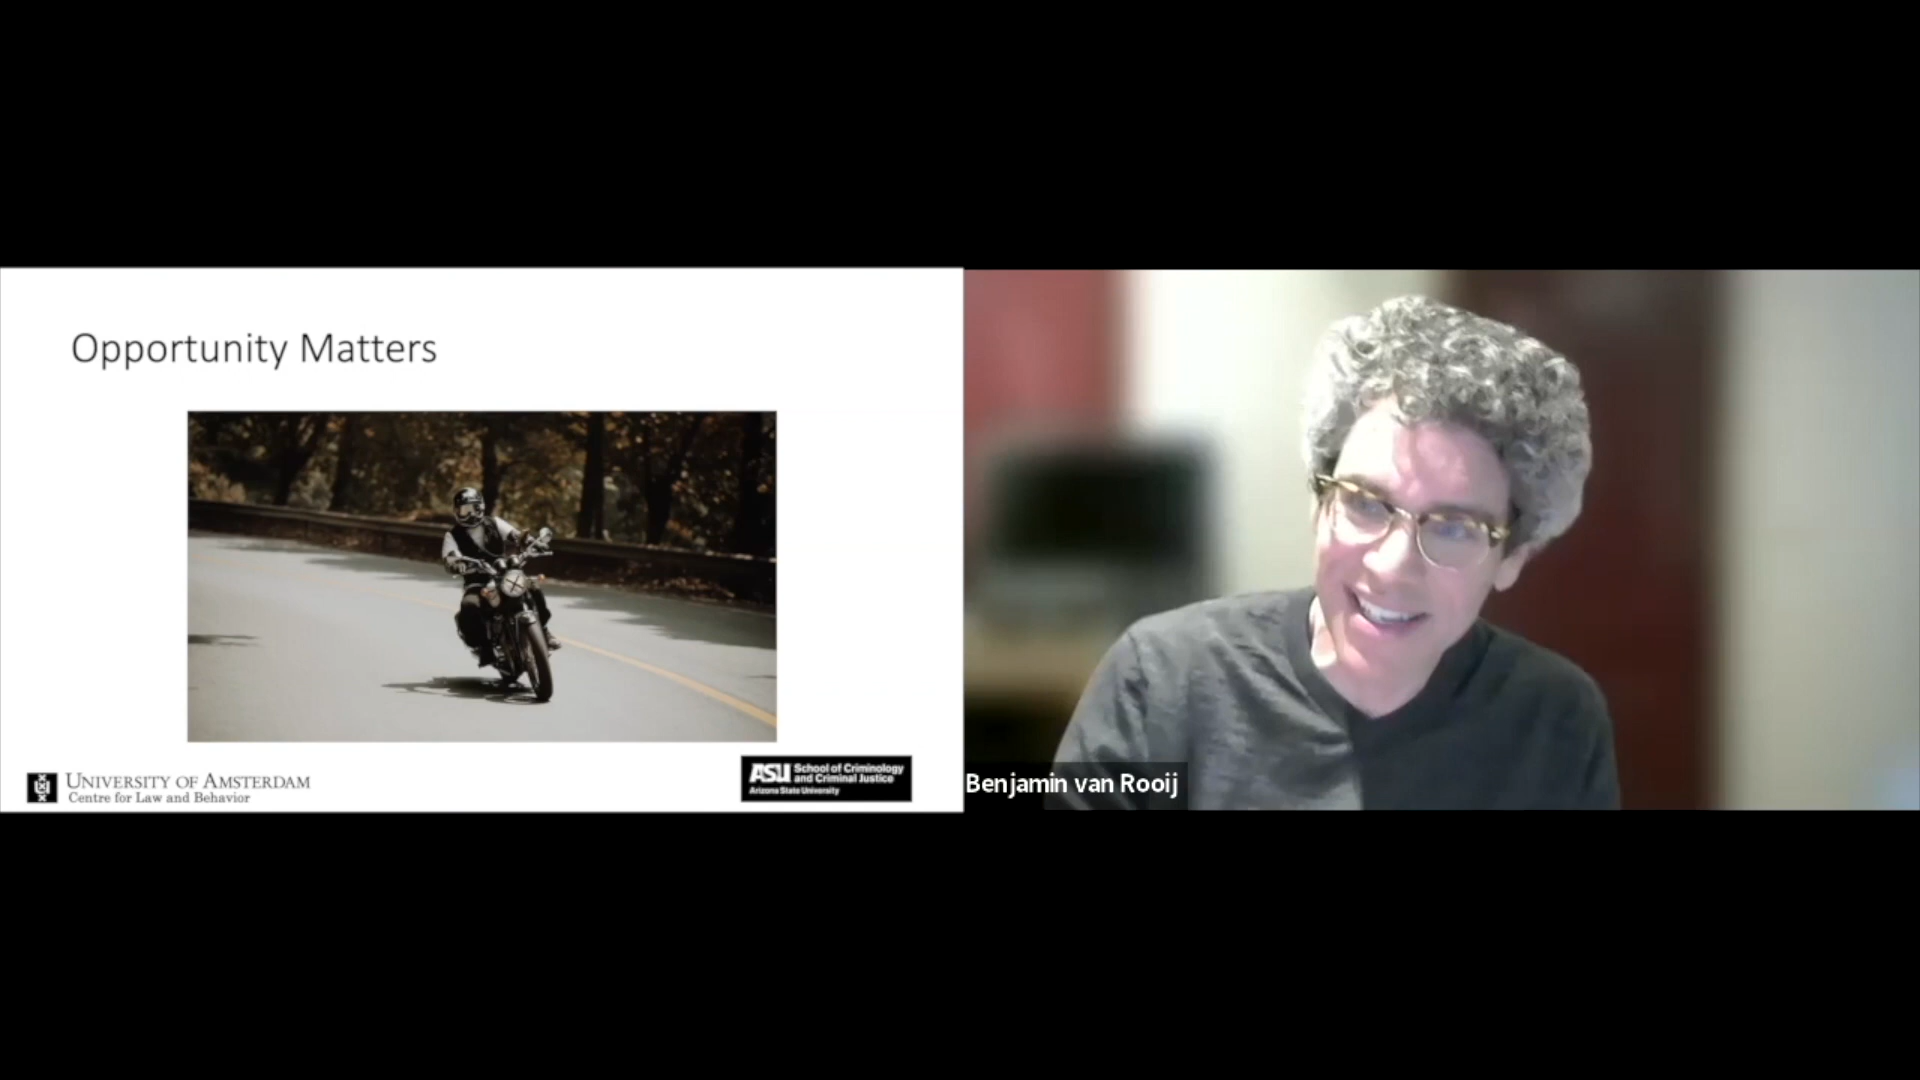 Opportunity Matters
UNIVERSITY OF AMSTERDAM
Centre for Law and Behavior
ASU School of Criminology
and Criminal Justice
Arizona State University
Benjamin van Rooij